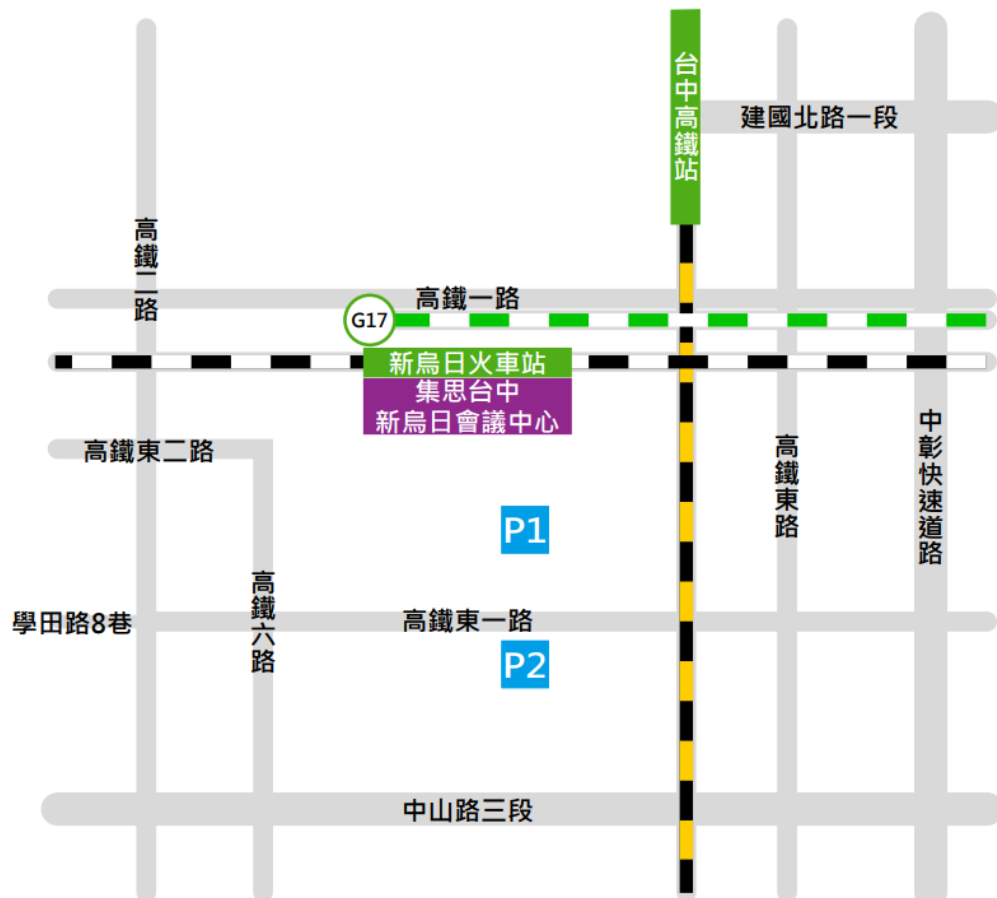 台中高鐵站
建國北路一段
高鐵二路
高鐵一路
G17
新烏日火車站
集思台中
新烏日會議中心
高鐵東二路
高鐵東路
中彰快速道路
P1
高鐵六路
學田路8巷
高鐵東一路
P2
中山路三段